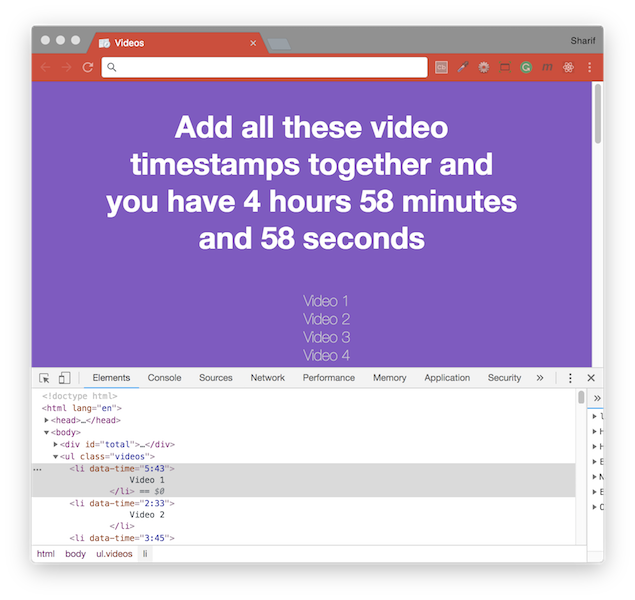 Videos
Sharif
Add all these video
timestamps together and
you have 4 hours 58 minutes
and 58 seconds
Video 1
Video 2
Video 3
Video 4
Elements Console Sources Network Performance Memory Application Security »
<!doctype html>
<html lang="en">
<head>…</head>
<body>
<div id="total">…</div>
<ul class="videos">
<li data-time="5:43">
Video 1
</li> == $0
<li data-time="2:33">
Video 2
</li>
<li data-time="3:45">
html body ul.videos li